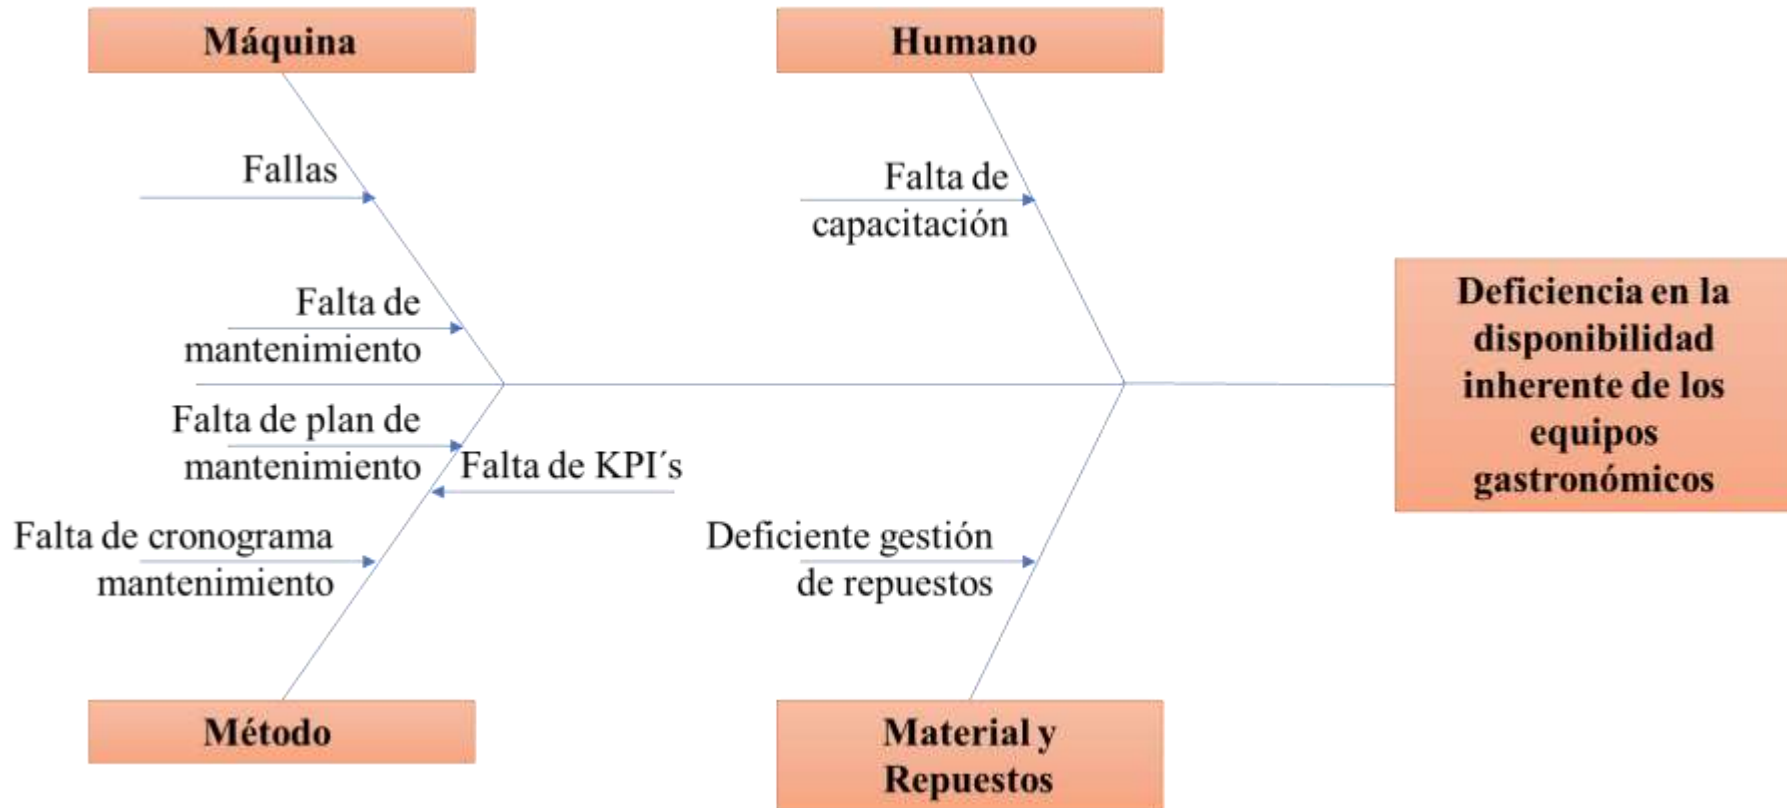 Máquina
Humano
Fallas
Falta de
capacitación
Falta de
mantenimiento
Deficiencia en la
disponibilidad
inherente de los
equipos
gastronómicos
Falta de plan de
mantenimiento
Falta de KPI´s
Falta de cronograma
mantenimiento
Deficiente gestión
de repuestos
Método
Material y
Repuestos